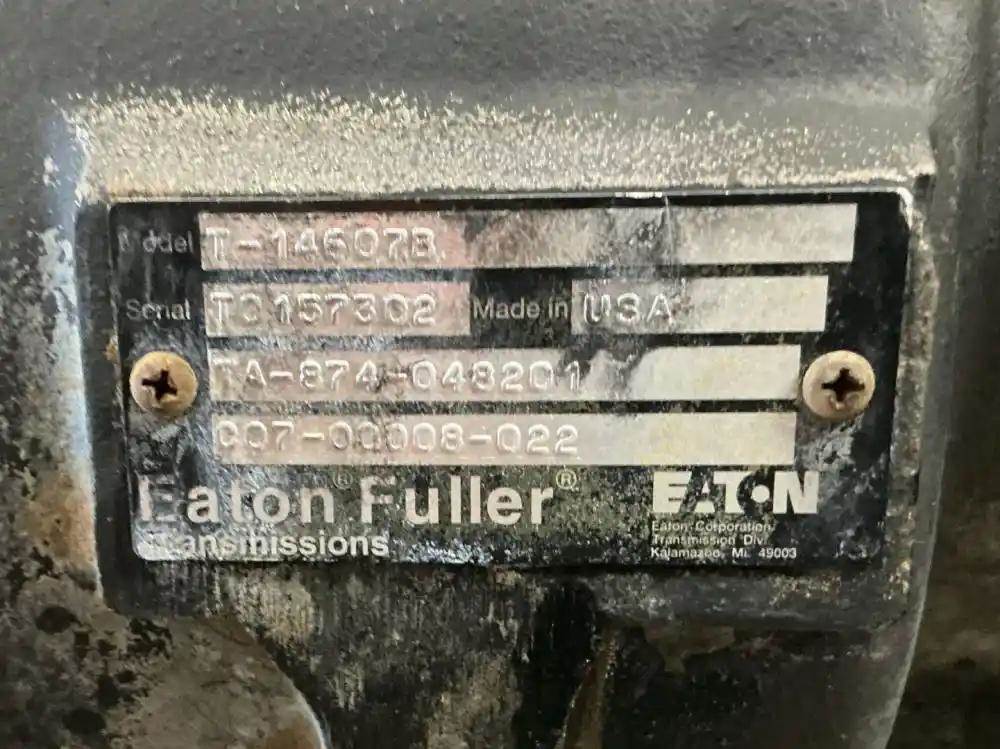 Model T-14607B
Serial T0157302 Made in USA
TA-874-048201
C07-00008-022
Eaton® Fuller®
Transmissions
EATON
Eaton Corporation
Transmission Div.
Kalamazoo, Mi. 49003